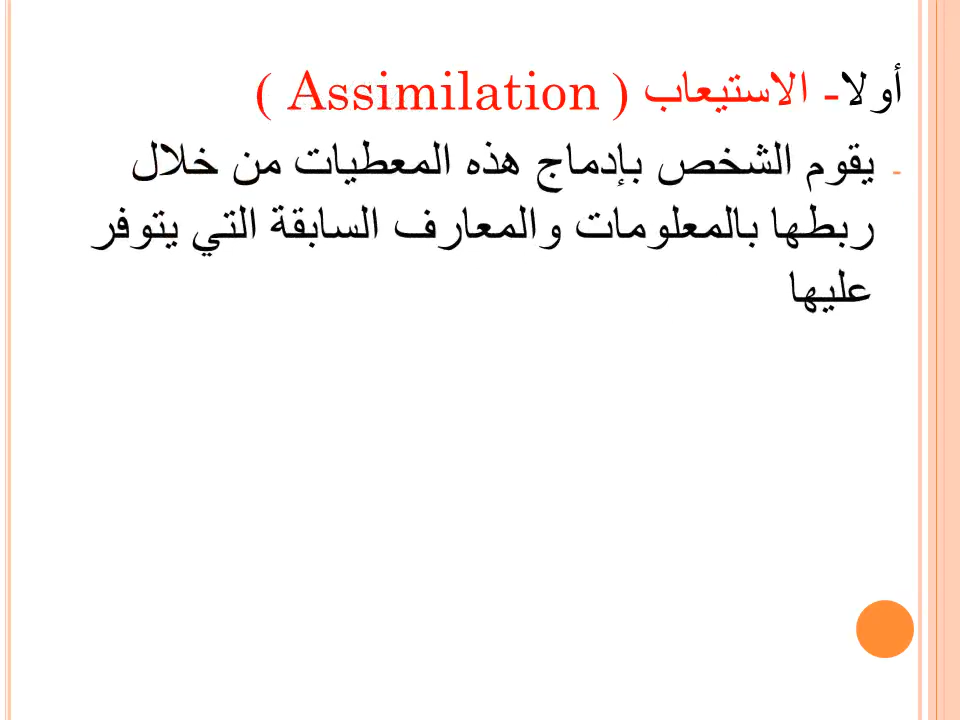 أولا- الاستيعاب ( Assimilation )
- يقوم الشخص بإدماج هذه المعطيات من خلال
ربطها بالمعلومات والمعارف السابقة التي يتوفر
عليها